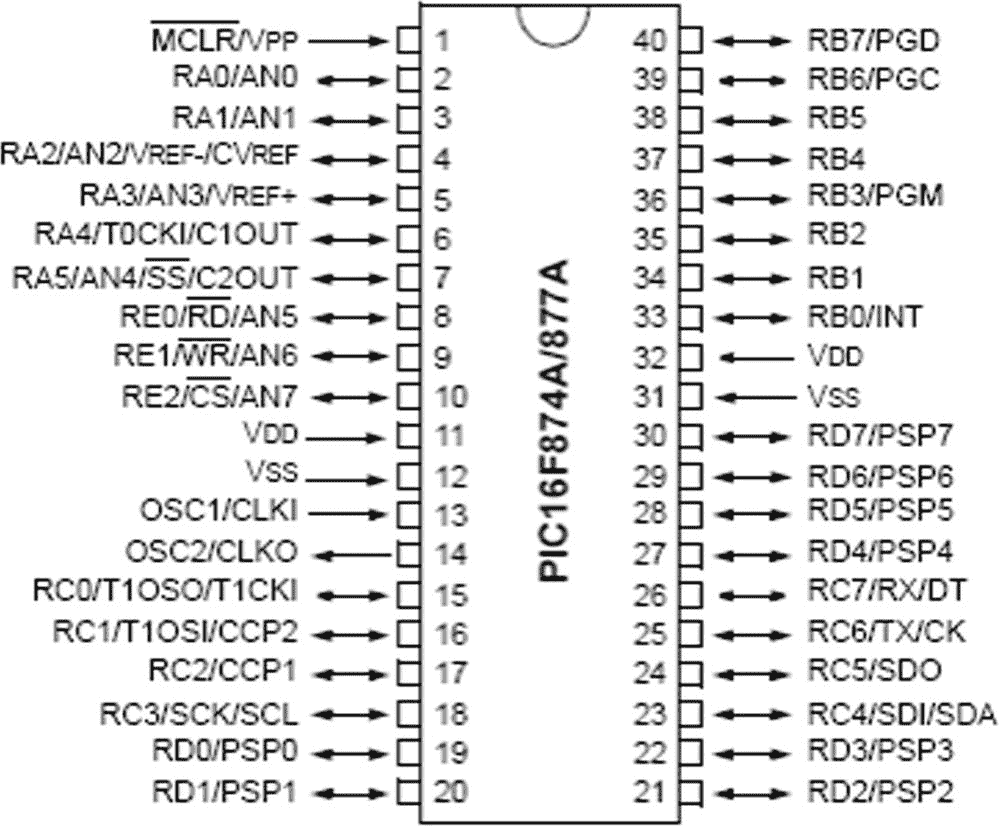 MCLR/VPP 1 40 RB7/PGD
RA0/AN0 2 39 RB6/PGC
RA1/AN1 3 38 RB5
RA2/AN2/VREF-/CVREF 4 37 RB4
RA3/AN3/VREF+ 5 36 RB3/PGM
RA4/T0CKI/C1OUT 6 35 RB2
RA5/AN4/SS/C2OUT 7 34 RB1
RE0/RD/AN5 8 33 RB0/INT
RE1/WR/AN6 9 32 VDD
RE2/CS/AN7 10 31 VSS
VDD 11 30 RD7/PSP7
VSS 12 29 RD6/PSP6
OSC1/CLKI 13 28 RD5/PSP5
OSC2/CLKO 14 27 RD4/PSP4
RC0/T1OSO/T1CKI 15 26 RC7/RX/DT
RC1/T1OSI/CCP2 16 25 RC6/TX/CK
RC2/CCP1 17 24 RC5/SDO
RC3/SCK/SCL 18 23 RC4/SDI/SDA
RD0/PSP0 19 22 RD3/PSP3
RD1/PSP1 20 21 RD2/PSP2
PIC16F874A/877A